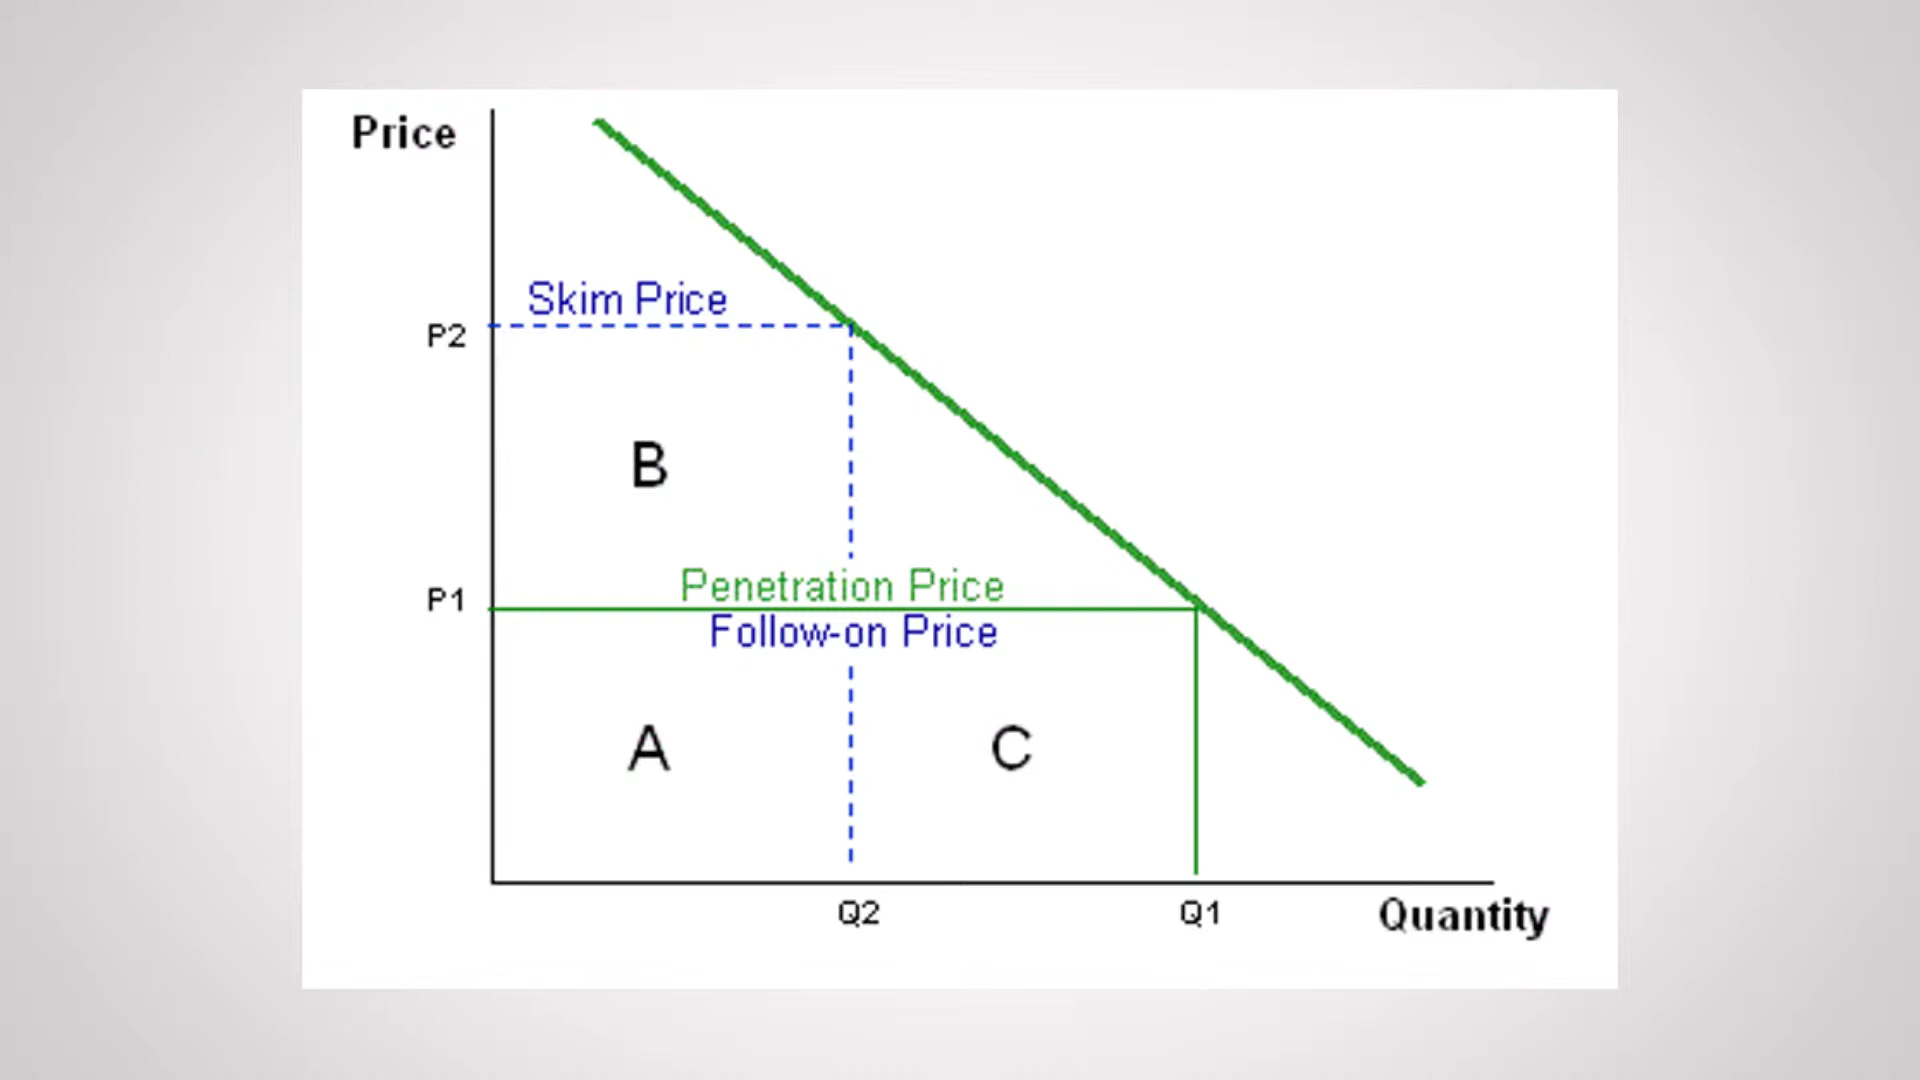 Price
Skim Price
P2
B
Penetration Price
P1
Follow-on Price
A
C
Q2
Q1
Quantity